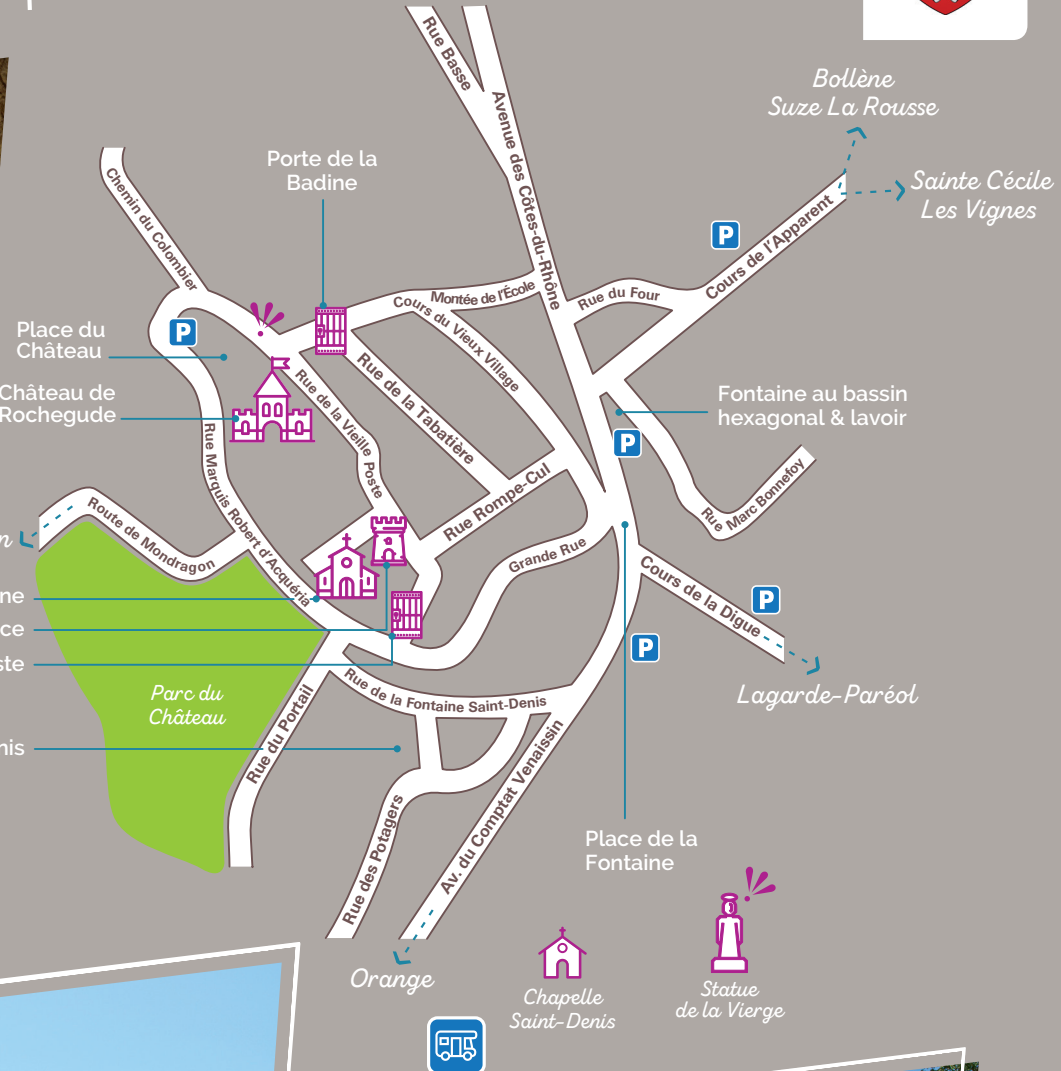 Rue Basse
Avenue des Côtes-du-Rhône
Bollène
Suze La Rousse
Sainte Cécile
Les Vignes
Porte de la
Badine
Chemin du Colombier
P
Cours de l'Apparent
Montée de l'École
Rue du Four
Cours du Vieux Village
Place du
Château
P
Château de
Rochegude
Rue de la Vieille Poste
Rue de la Tabatière
Fontaine au bassin
hexagonal & lavoir
P
Rue Marquis Robert d'Acquéria
Rue Rompe-Cul
Rue Marc Bonnefoy
Route de Mondragon
Grande Rue
Cours de la Digue
P
P
Lagarde-Paréol
Parc du
Château
Rue de la Fontaine Saint-Denis
Rue du Portail
Av. du Comptat Venaissin
Rue des Potagers
Place de la
Fontaine
Orange
Chapelle
Saint-Denis
Statue
de la Vierge